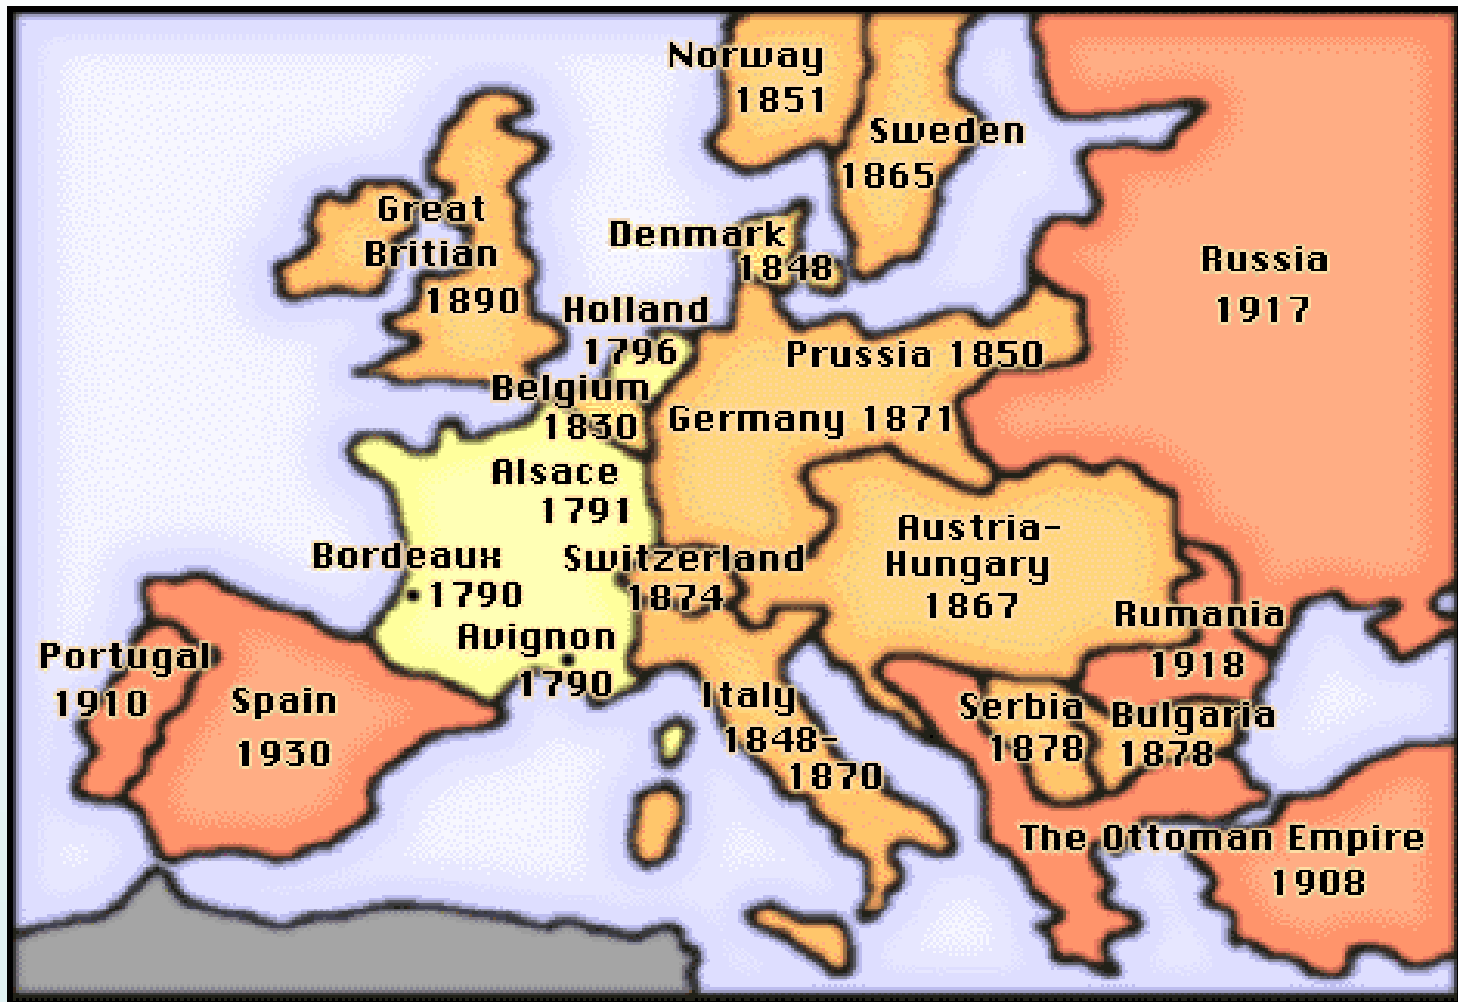 Norway
1851
Sweden
1865
Great
Britian
1890
Denmark
1848
Holland
1796
Russia
1917
Prussia 1850
Belgium
1830
Germany 1871
Alsace
1791
Austria-
Hungary
1867
Bordeaux
1790
Switzerland
1874
Avignon
1790
Rumania
1918
Portugal
1910
Spain
1930
Italy
1848-
1870
Serbia
1878
Bulgaria
1878
The Ottoman Empire
1908